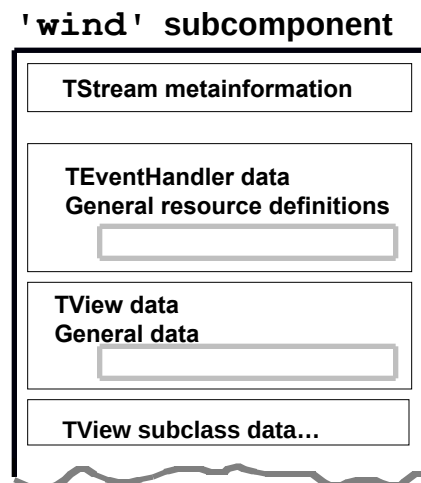 'wind' subcomponent
TStream metainformation
TEventHandler data
General resource definitions
TView data
General data
TView subclass data…